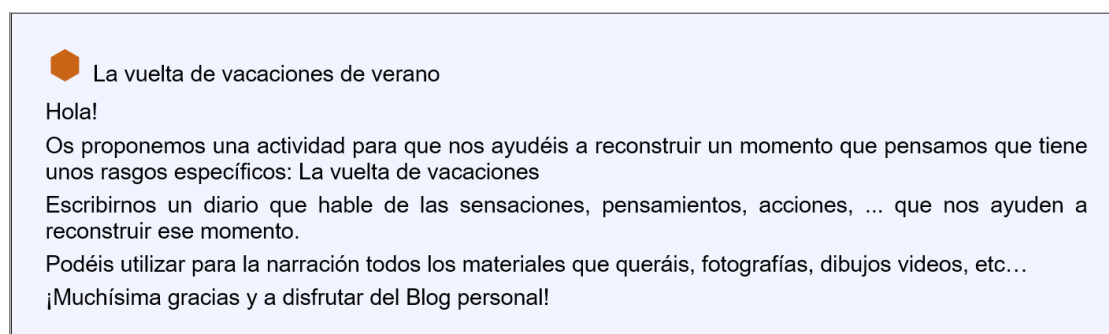 La vuelta de vacaciones de verano
Hola!
Os proponemos una actividad para que nos ayudéis a reconstruir un momento que pensamos que tiene
unos rasgos específicos: La vuelta de vacaciones
Escribirnos un diario que hable de las sensaciones, pensamientos, acciones, ... que nos ayuden a
reconstruir ese momento.
Podéis utilizar para la narración todos los materiales que queráis, fotografías, dibujos videos, etc…
¡Muchísima gracias y a disfrutar del Blog personal!